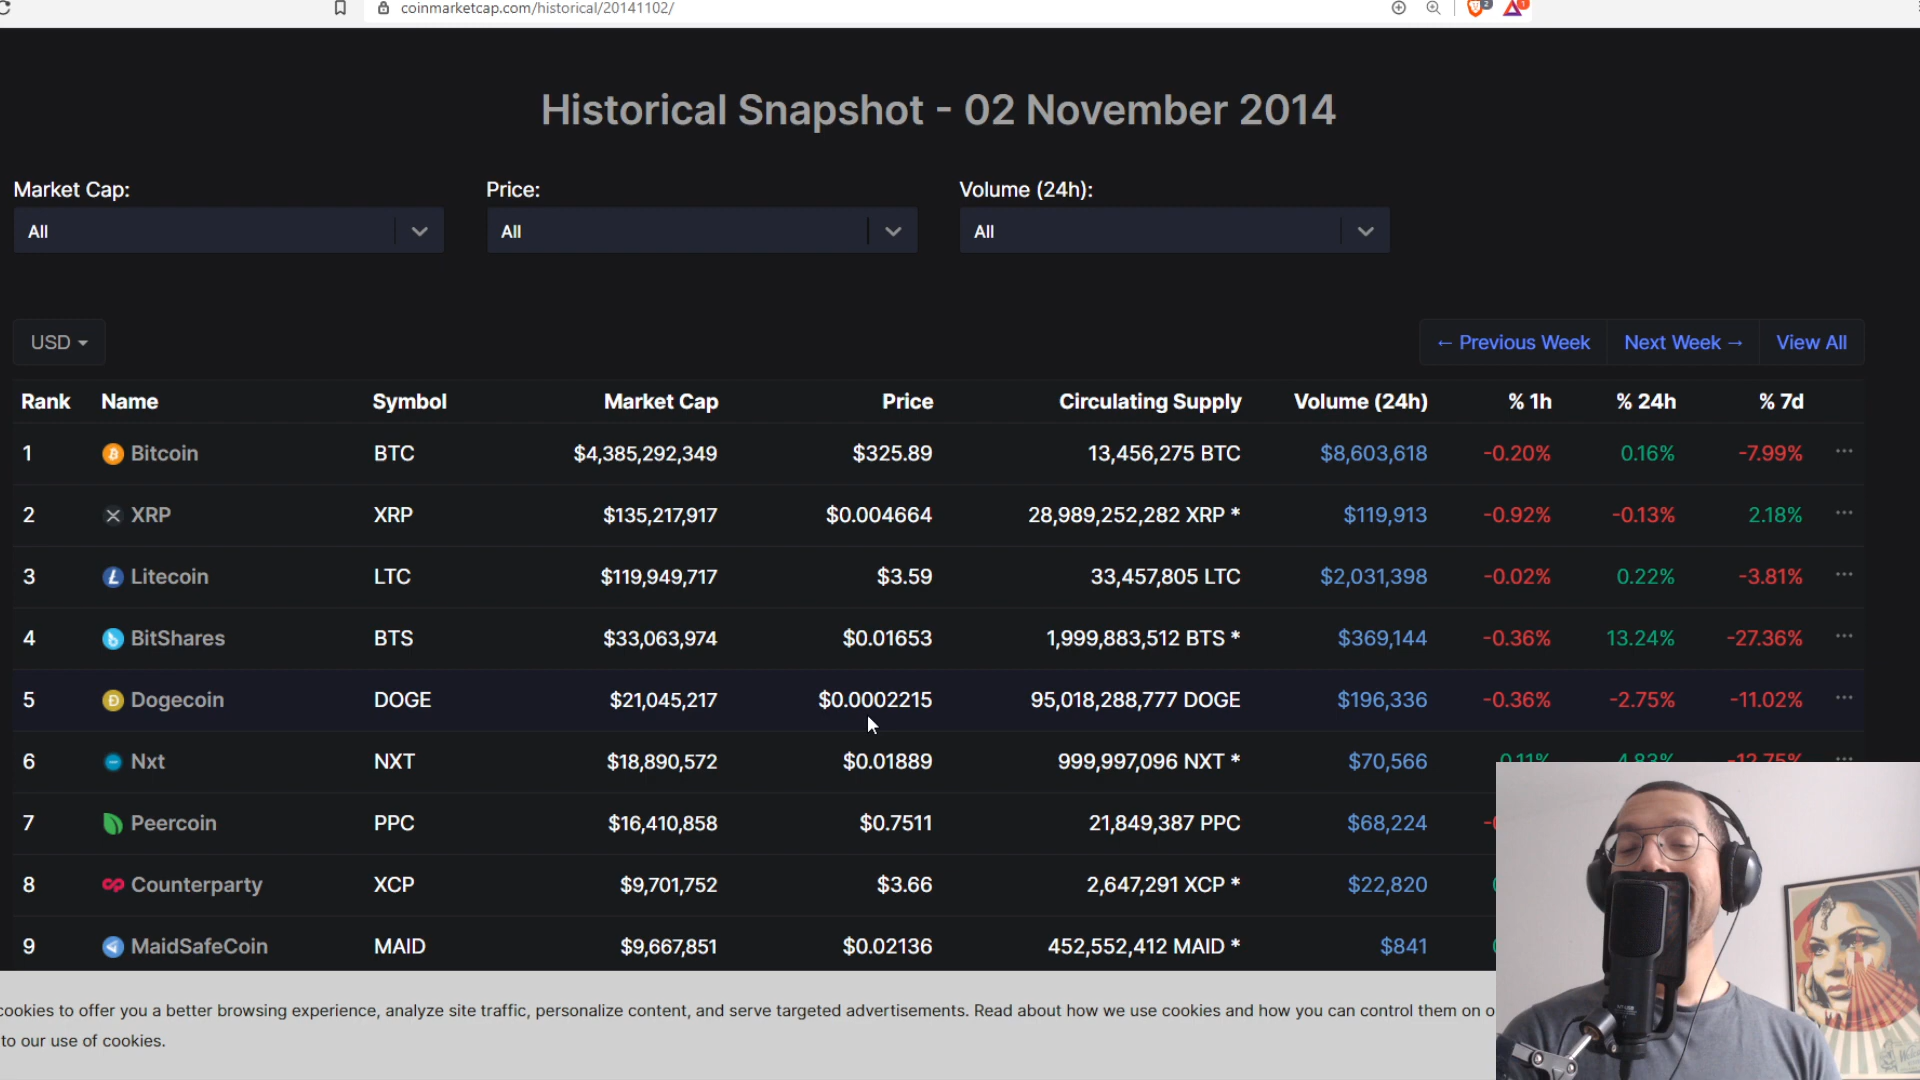 coinmarketcap.com/historical/20141102/
2 1
Historical Snapshot - 02 November 2014
Market Cap: Price: Volume (24h):
All All All
USD ← Previous Week Next Week → View All
Rank Name Symbol Market Cap Price Circulating Supply Volume (24h) % 1h % 24h % 7d
1 Bitcoin BTC $4,385,292,349 $325.89 13,456,275 BTC $8,603,618 -0.20% 0.16% -7.99% ...
2 XRP XRP $135,217,917 $0.004664 28,989,252,282 XRP * $119,913 -0.92% -0.13% 2.18% ...
3 Litecoin LTC $119,949,717 $3.59 33,457,805 LTC $2,031,398 -0.02% 0.22% -3.81% ...
4 BitShares BTS $33,063,974 $0.01653 1,999,883,512 BTS * $369,144 -0.36% 13.24% -27.36% ...
5 Dogecoin DOGE $21,045,217 $0.0002215 95,018,288,777 DOGE $196,336 -0.36% -2.75% -11.02% ...
6 Nxt NXT $18,890,572 $0.01889 999,997,096 NXT * $70,566 0.11% 4.83% -12.75% ...
7 Peercoin PPC $16,410,858 $0.7511 21,849,387 PPC $68,224
8 Counterparty XCP $9,701,752 $3.66 2,647,291 XCP * $22,820
9 MaidSafeCoin MAID $9,667,851 $0.02136 452,552,412 MAID * $841
cookies to offer you a better browsing experience, analyze site traffic, personalize content, and serve targeted advertisements. Read about how we use cookies and how you can control them on
to our use of cookies.